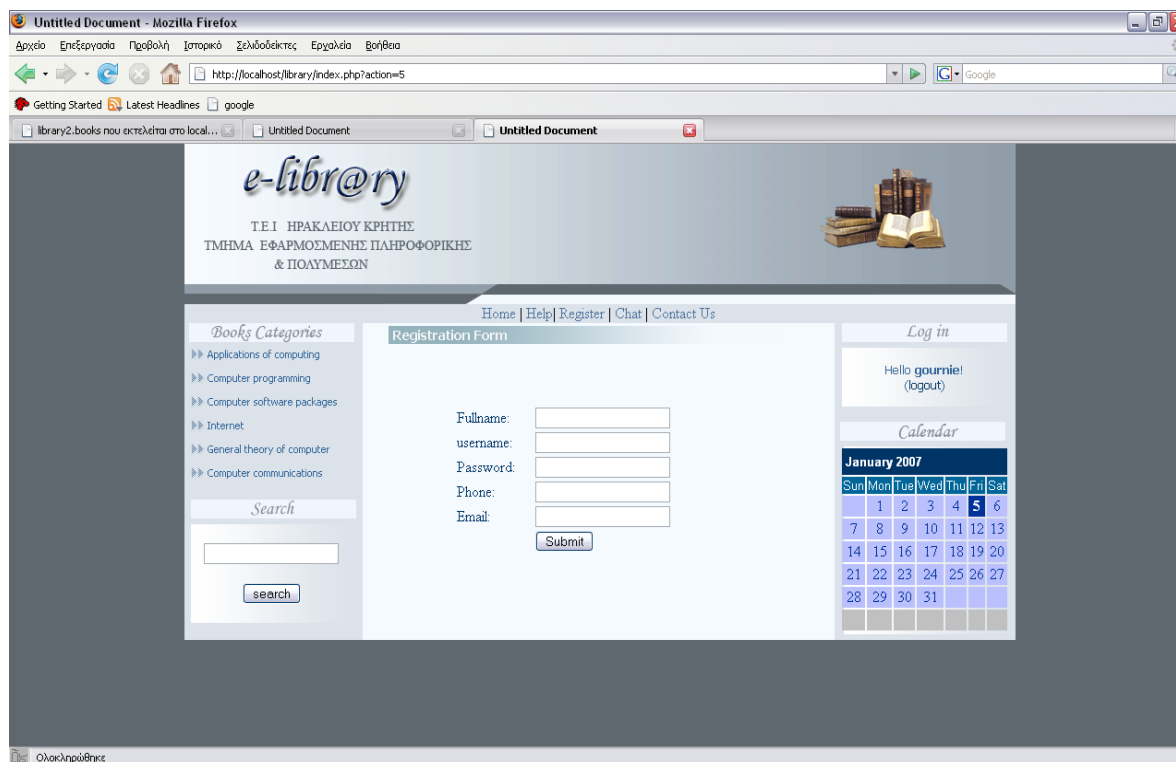 Untitled Document - Mozilla Firefox
Αρχείο Επεξεργασία Προβολή Ιστορικό Σελιδοδείκτες Εργαλεία Βοήθεια
http://localhost/library/index.php?action=5
G Google
Getting Started Latest Headlines google
library2.books που εκτελείται στο local... Untitled Document Untitled Document
e-libr@ry
Τ.Ε.Ι ΗΡΑΚΛΕΙΟΥ ΚΡΗΤΗΣ
ΤΜΗΜΑ ΕΦΑΡΜΟΣΜΕΝΗΣ ΠΛΗΡΟΦΟΡΙΚΗΣ
& ΠΟΛΥΜΕΣΩΝ
Home | Help| Register | Chat | Contact Us
Books Categories
Applications of computing
Computer programming
Computer software packages
Internet
General theory of computer
Computer communications
Search
search
Registration Form
Fullname:
username:
Password:
Phone:
Email:
Submit
Log in
Hello gournie!
(logout)
Calendar
January 2007
Sun Mon Tue Wed Thu Fri Sat
1 2 3 4 5 6
7 8 9 10 11 12 13
14 15 16 17 18 19 20
21 22 23 24 25 26 27
28 29 30 31
Ολοκληρώθηκε